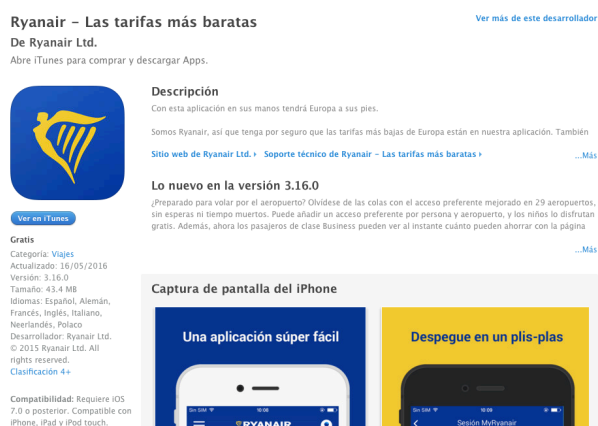 Ryanair – Las tarifas más baratas
Ver más de este desarrollador
De Ryanair Ltd.
Abre iTunes para comprar y descargar Apps.
Descripción
Con esta aplicación en sus manos tendrá Europa a sus pies.
Somos Ryanair, así que tenga por seguro que las tarifas más bajas de Europa están en nuestra aplicación. También
Sitio web de Ryanair Ltd. Soporte técnico de Ryanair – Las tarifas más baratas
...Más
Lo nuevo en la versión 3.16.0
¿Preparado para volar por el aeropuerto? Olvídese de las colas con el acceso preferente mejorado en 29 aeropuertos,
sin esperas ni tiempo muertos. Puede añadir un acceso preferente por persona y aeropuerto, y los niños lo disfrutan
gratis. Además, ahora los pasajeros de clase Business pueden ver al instante cuánto pueden ahorrar con la página
...Más
Ver en iTunes
Gratis
Categoría: Viajes
Actualizado: 16/05/2016
Versión: 3.16.0
Tamaño: 43.4 MB
Idiomas: Español, Alemán,
Francés, Inglés, Italiano,
Neerlandés, Polaco
Desarrollador: Ryanair Ltd.
© 2015 Ryanair Ltd. All
rights reserved.
Clasificación 4+
Compatibilidad: Requiere iOS
7.0 o posterior. Compatible con
iPhone, iPad y iPod touch.
Captura de pantalla del iPhone
Una aplicación súper fácil
Sin SIM 10:00
RYANAIR
Despegue en un plis-plas
Sin SIM 10:00
Sesión MyRyanair